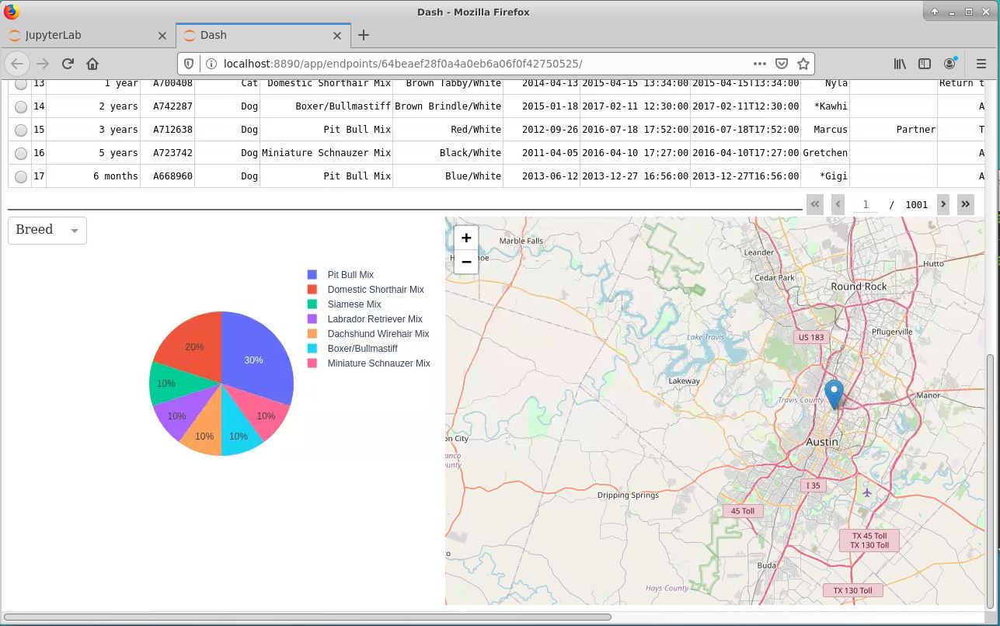 Dash - Mozilla Firefox
JupyterLab
Dash
localhost:8890/app/endpoints/64beaef28f0a4a0eb6a06f0f42750525/
13 1 year A700408 Cat Domestic Shorthair Mix Brown Tabby/White 2014-04-13 2015-04-15 13:34:00 2015-04-15T13:34:00 Nyla Return t
14 2 years A742287 Dog Boxer/Bullmastiff Brown Brindle/White 2015-01-18 2017-02-11 12:30:00 2017-02-11T12:30:00 *Kawhi A
15 3 years A712638 Dog Pit Bull Mix Red/White 2012-09-26 2016-07-18 17:52:00 2016-07-18T17:52:00 Marcus Partner T
16 5 years A723742 Dog Miniature Schnauzer Mix Black/White 2011-04-05 2016-04-10 17:27:00 2016-04-10T17:27:00 Gretchen A
17 6 months A668960 Dog Pit Bull Mix Blue/White 2013-06-12 2013-12-27 16:56:00 2013-12-27T16:56:00 *Gigi A
« ‹ 1 / 1001 › »
Breed
Pit Bull Mix
Domestic Shorthair Mix
Siamese Mix
Labrador Retriever Mix
Dachshund Wirehair Mix
Boxer/Bullmastiff
Miniature Schnauzer Mix
20%
30%
10%
10%
10%
10%
10%
+
−
Marble Falls
Leander
Hutto
Cedar Park
Round Rock
Pflugerville
US 183
Lake Travis
Lakeway
Manor
Travis County
on City
Austin
anco
unty
I 35
Dripping Springs
45 Toll
TX 45 Toll
TX 130 Toll
to
Buda
Hays County
TX 130 Toll